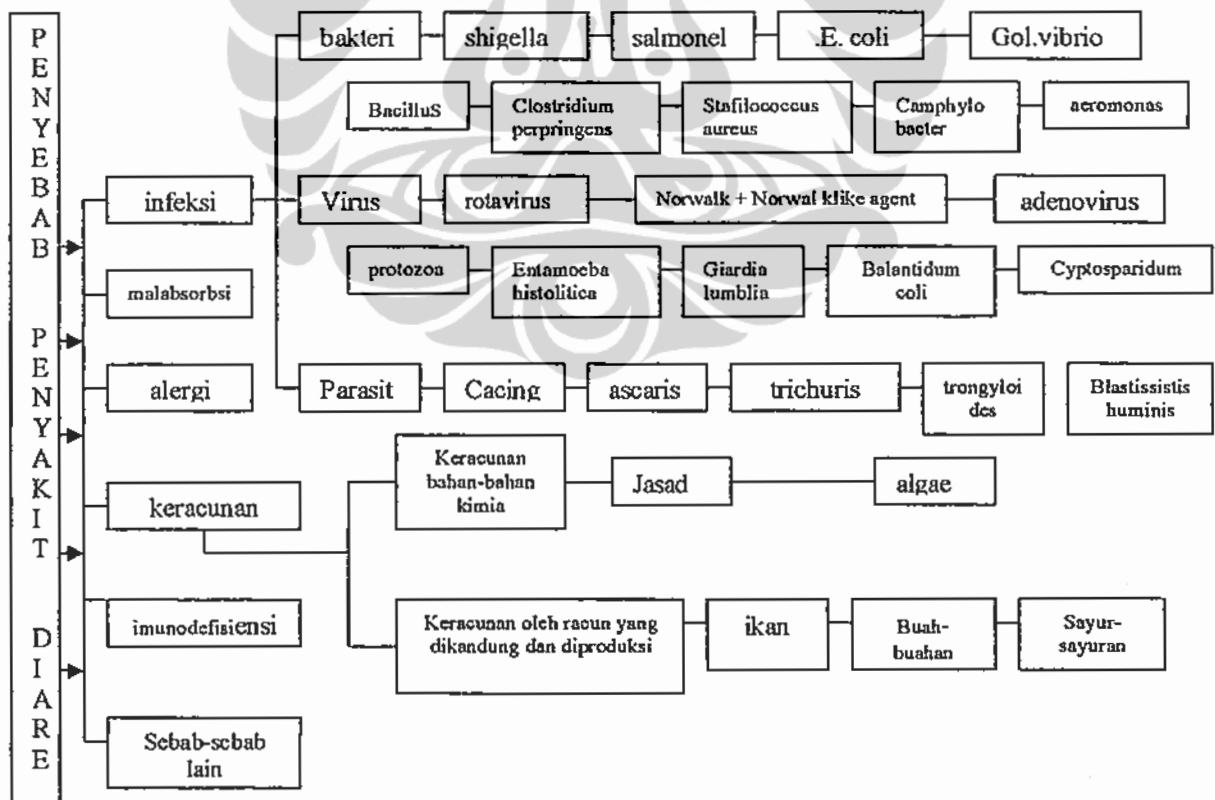 PENYEBAB PENYAKIT DIARE
bakteri
shigella
salmonel
.E. coli
Gol.vibrio
BacilluS
Clostridium
perpringens
Stafilococcus
aureus
Camphylo
bacter
aeromonas
infeksi
Virus
rotavirus
Norwalk + Norwal klike agent
adenovirus
malabsorbsi
protozoa
Entamoeba
histolitica
Giardia
lumblia
Balantidum
coli
Cyptosparidum
alergi
Parasit
Cacing
ascaris
trichuris
trongyloi
des
Blastissistis
huminis
keracunan
Keracunan
bahan-bahan
kimia
Jasad
algae
imunodefisiensi
Keracunan oleh racun yang
dikandung dan diproduksi
ikan
Buah-
buahan
Sayur-
sayuran
Sebab-sebab
lain